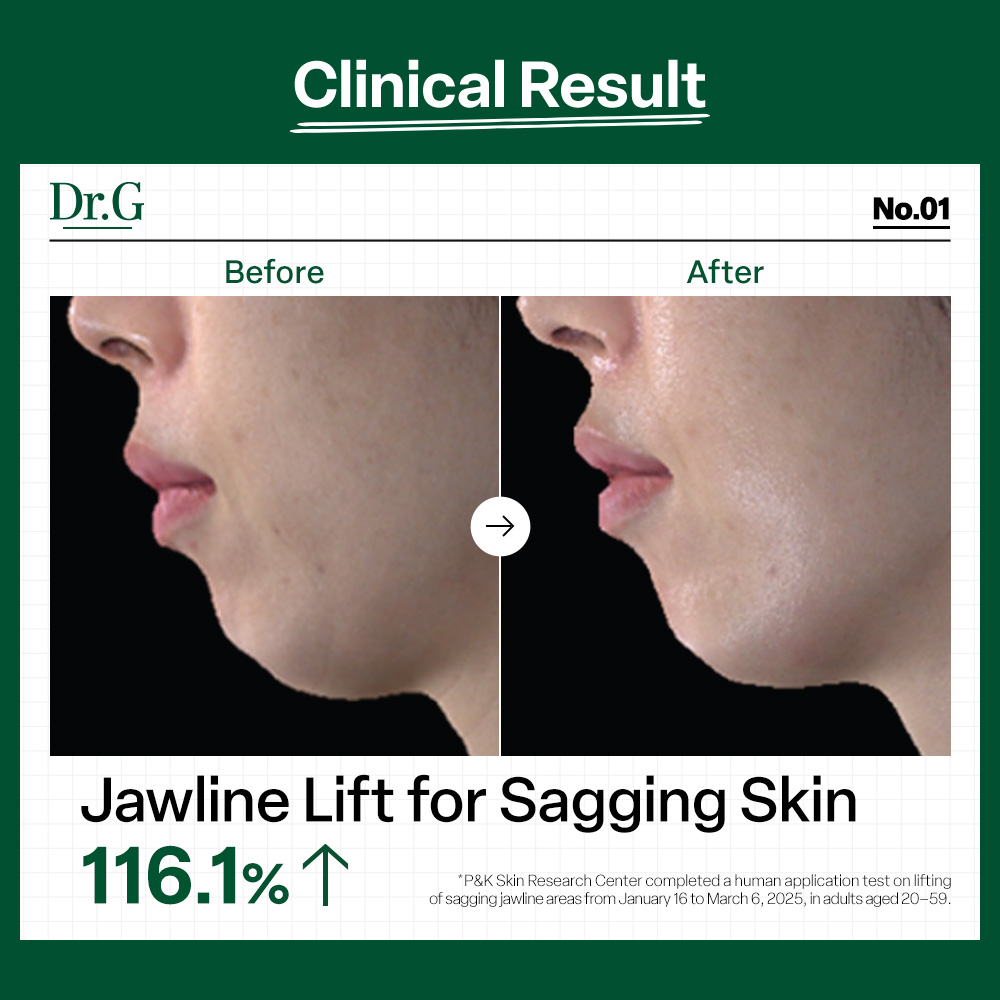 Clinical Result
Dr.G
No.01
Before
After
Jawline Lift for Sagging Skin
116.1%↑
*P&K Skin Research Center completed a human application test on lifting
of sagging jawline areas from January 16 to March 6, 2025, in adults aged 20–59.